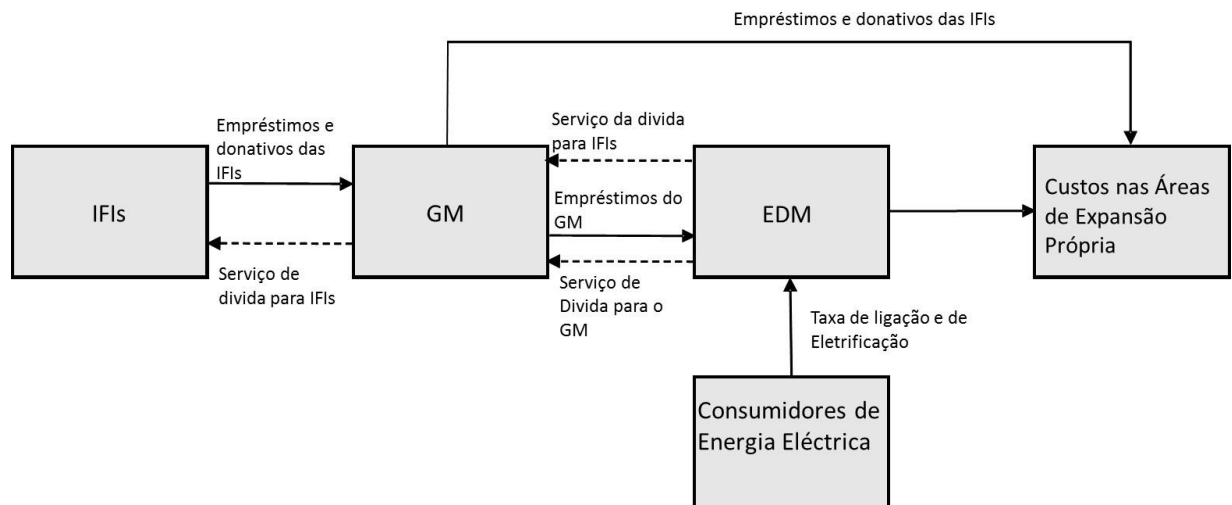 Empréstimos e donativos das IFIs
Empréstimos e
donativos das
IFIs
Serviço da divida
para IFIs
IFIs
GM
Empréstimos do
GM
EDM
Custos nas Áreas
de Expansão
Própria
Serviço de
divida para IFIs
Serviço de
Divida para o
GM
Taxa de ligação e de
Eletrificação
Consumidores de
Energia Eléctrica